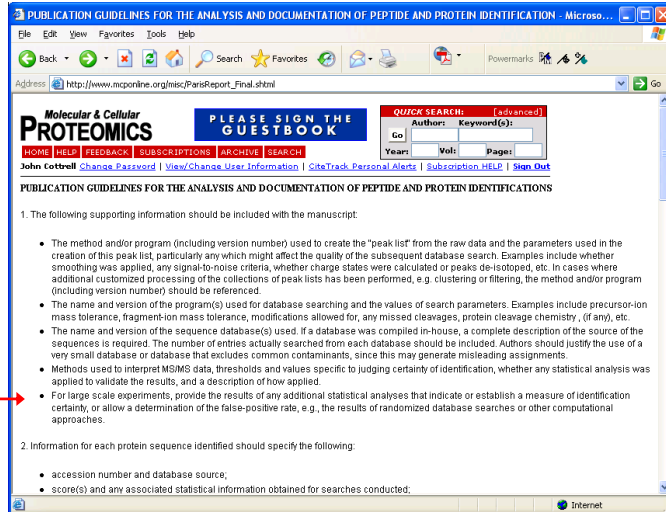 PUBLICATION GUIDELINES FOR THE ANALYSIS AND DOCUMENTATION OF PEPTIDE AND PROTEIN IDENTIFICATION - Microso...
File Edit View Favorites Tools Help
Back Search Favorites Powermarks
Address http://www.mcponline.org/misc/ParisReport_Final.shtml Go
Molecular & Cellular
PROTEOMICS
PLEASE SIGN THE
GUESTBOOK
QUICK SEARCH: [advanced]
Author: Keyword(s):
Go
Year: Vol: Page:
HOME HELP FEEDBACK SUBSCRIPTIONS ARCHIVE SEARCH
John Cottrell Change Password | View/Change User Information | CiteTrack Personal Alerts | Subscription HELP | Sign Out
PUBLICATION GUIDELINES FOR THE ANALYSIS AND DOCUMENTATION OF PEPTIDE AND PROTEIN IDENTIFICATIONS
1. The following supporting information should be included with the manuscript:
• The method and/or program (including version number) used to create the "peak list" from the raw data and the parameters used in the
creation of this peak list, particularly any which might affect the quality of the subsequent database search. Examples include whether
smoothing was applied, any signal-to-noise criteria, whether charge states were calculated or peaks de-isotoped, etc. In cases where
additional customized processing of the collections of peak lists has been performed, e.g. clustering or filtering, the method and/or program
(including version number) should be referenced.
• The name and version of the program(s) used for database searching and the values of search parameters. Examples include precursor-ion
mass tolerance, fragment-ion mass tolerance, modifications allowed for, any missed cleavages, protein cleavage chemistry , (if any), etc.
• The name and version of the sequence database(s) used. If a database was compiled in-house, a complete description of the source of the
sequences is required. The number of entries actually searched from each database should be included. Authors should justify the use of a
very small database or database that excludes common contaminants, since this may generate misleading assignments.
• Methods used to interpret MS/MS data, thresholds and values specific to judging certainty of identification, whether any statistical analysis was
applied to validate the results, and a description of how applied.
• For large scale experiments, provide the results of any additional statistical analyses that indicate or establish a measure of identification
certainty, or allow a determination of the false-positive rate, e.g., the results of randomized database searches or other computational
approaches.
2. Information for each protein sequence identified should specify the following:
• accession number and database source;
• score(s) and any associated statistical information obtained for searches conducted;
Internet